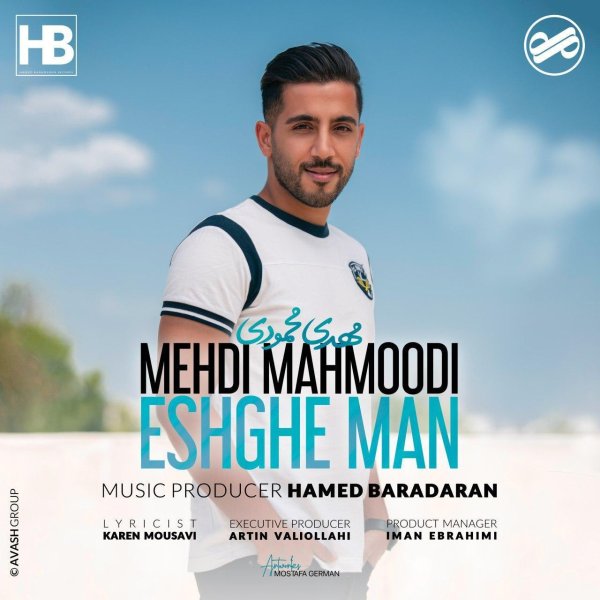 HB
مهدی محمودی
MEHDI MAHMOODI
ESHGHE MAN
MUSIC PRODUCER HAMED BARADARAN
LYRICIST
KAREN MOUSAVI
EXECUTIVE PRODUCER
ARTIN VALIOLLAHI
PRODUCT MANAGER
IMAN EBRAHIMI
Artworks
MOSTAFA GERMAN
© AVASH GROUP